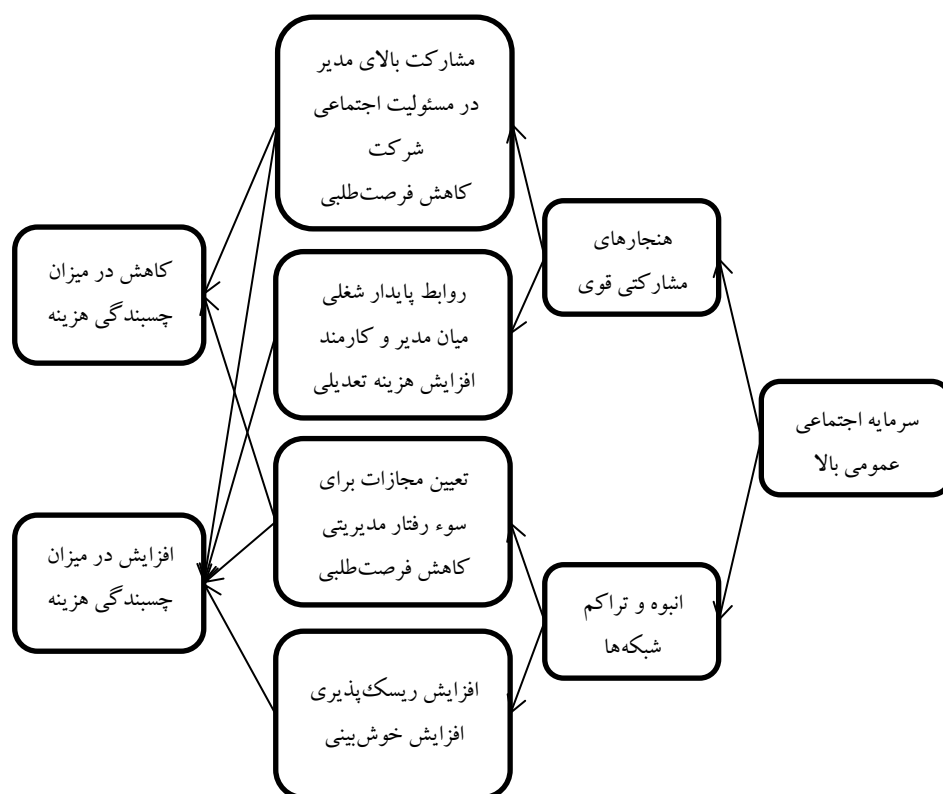 سرمایه اجتماعی
عمومی بالا
هنجارهای
مشارکتی قوی
انبوه و تراکم
شبکه‌ها
مشارکت بالای مدیر
در مسئولیت اجتماعی
شرکت
کاهش فرصت‌طلبی
روابط پایدار شغلی
میان مدیر و کارمند
افزایش هزینه تعدیلی
تعیین مجازات برای
سوء رفتار مدیریتی
کاهش فرصت‌طلبی
افزایش ریسک‌پذیری
افزایش خوش‌بینی
کاهش در میزان
چسبندگی هزینه
افزایش در میزان
چسبندگی هزینه